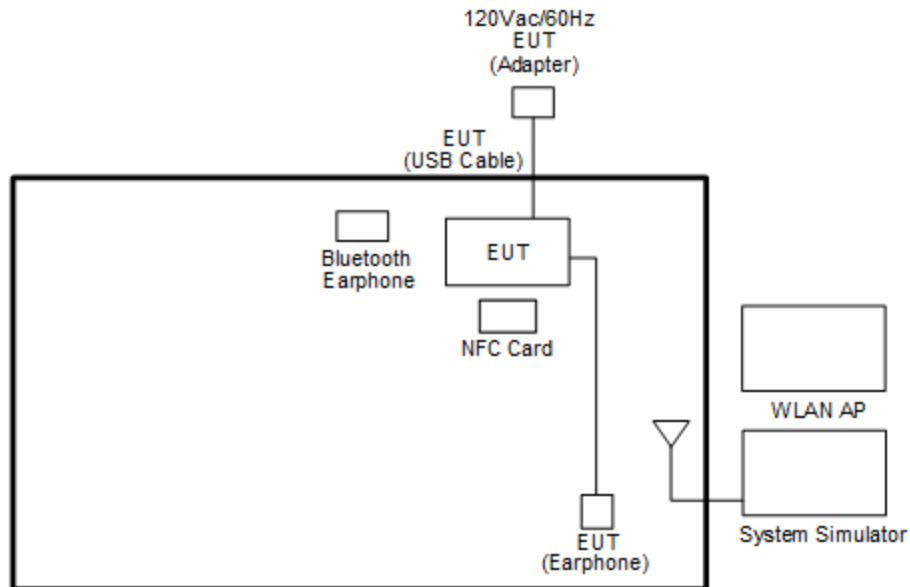 120Vac/60Hz
EUT
(Adapter)
EUT
(USB Cable)
Bluetooth
Earphone
EUT
NFC Card
WLAN AP
System Simulator
EUT
(Earphone)